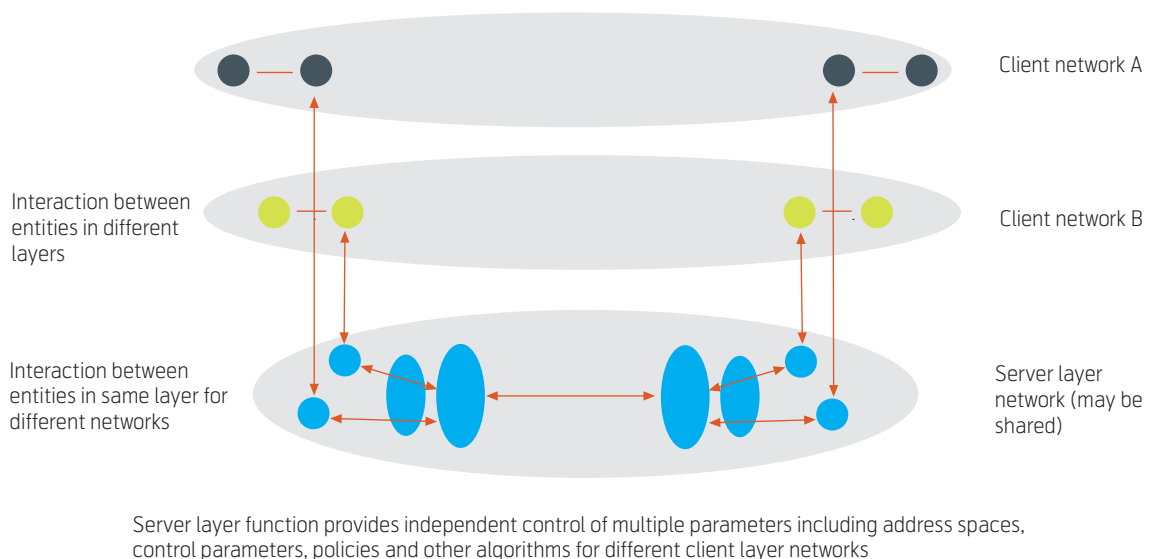 Client network A
Interaction between
entities in different
layers
Client network B
Interaction between
entities in same layer for
different networks
Server layer
network (may be
shared)
Server layer function provides independent control of multiple parameters including address spaces,
control parameters, policies and other algorithms for different client layer networks